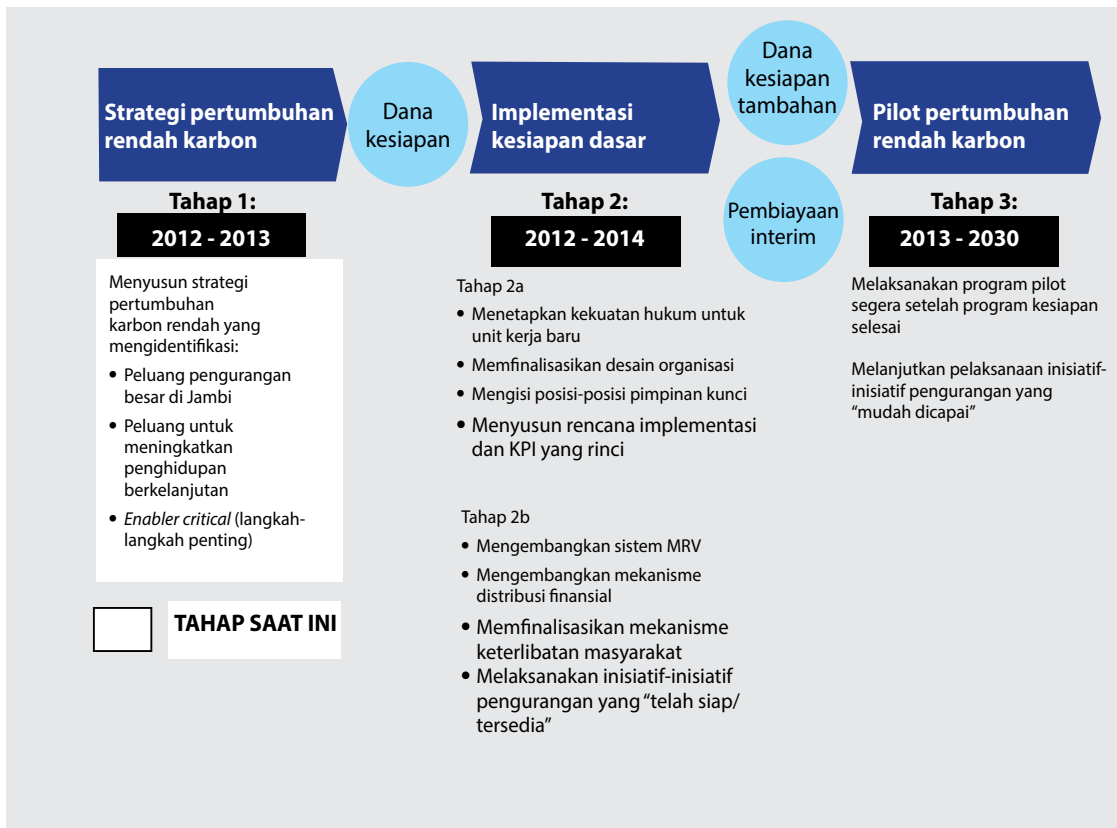 Strategi pertumbuhan
rendah karbon
Dana
kesiapan
Implementasi
kesiapan dasar
Dana
kesiapan
tambahan
Pembiayaan
interim
Pilot pertumbuhan
rendah karbon
Tahap 1:
2012 - 2013
Menyusun strategi
pertumbuhan
karbon rendah yang
mengidentifikasi:
• Peluang pengurangan
besar di Jambi
• Peluang untuk
meningkatkan
penghidupan
berkelanjutan
• Enabler critical (langkah-
langkah penting)
TAHAP SAAT INI
Tahap 2:
2012 - 2014
Tahap 2a
• Menetapkan kekuatan hukum untuk
unit kerja baru
• Memfinalisasikan desain organisasi
• Mengisi posisi-posisi pimpinan kunci
• Menyusun rencana implementasi
dan KPI yang rinci
Tahap 2b
• Mengembangkan sistem MRV
• Mengembangkan mekanisme
distribusi finansial
• Memfinalisasikan mekanisme
keterlibatan masyarakat
• Melaksanakan inisiatif-inisiatif
pengurangan yang “telah siap/
tersedia”
Tahap 3:
2013 - 2030
Melaksanakan program pilot
segera setelah program kesiapan
selesai
Melanjutkan pelaksanaan inisiatif-
inisiatif pengurangan yang
“mudah dicapai”